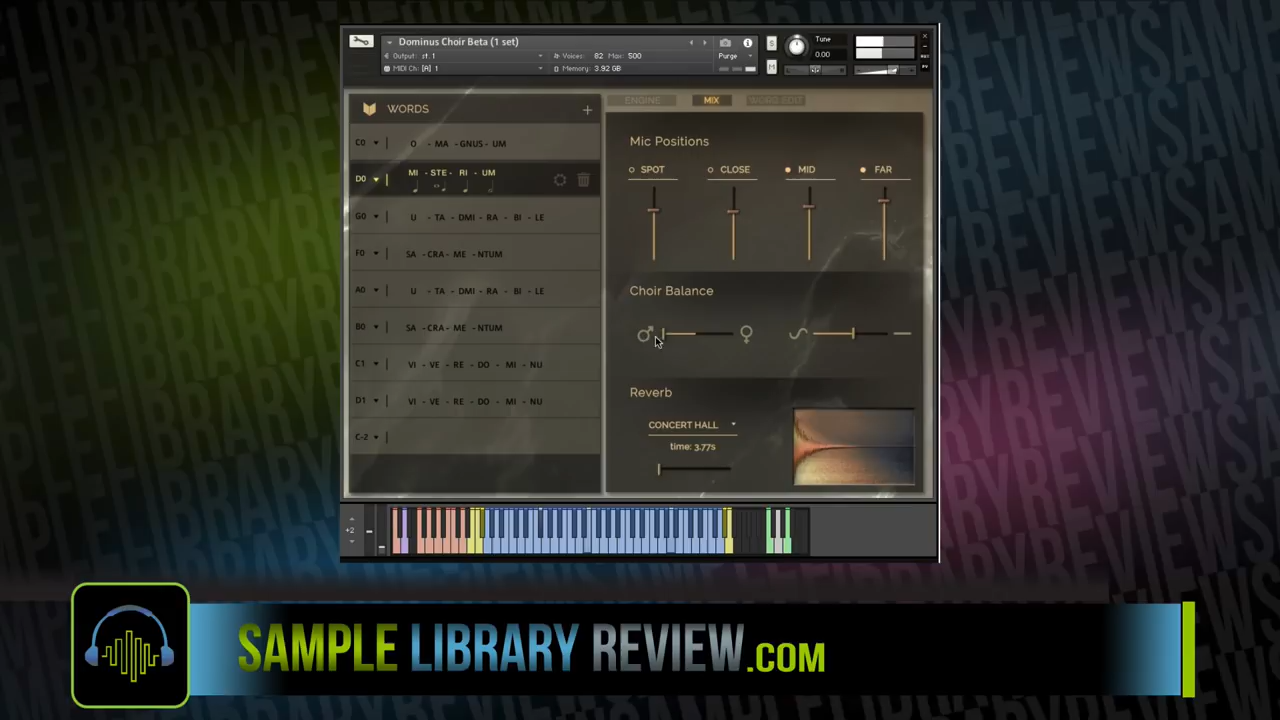 Dominus Choir Beta (1 set)
Output: st.1
Voices: 82 Max: 500
Purge
MIDI Ch: [A] 1
Memory: 3.92 GB
S
M
Tune
0.00
WORDS +
ENGINE MIX WORD EDIT
C0 O - MA - GNUS - UM
D0 MI - STE - RI - UM
G0 U - TA - DMI - RA - BI - LE
F0 SA - CRA - ME - NTUM
A0 U - TA - DMI - RA - BI - LE
B0 SA - CRA - ME - NTUM
C1 VI - VE - RE - DO - MI - NU
D1 VI - VE - RE - DO - MI - NU
C-2
Mic Positions
SPOT CLOSE MID FAR
Choir Balance
Reverb
CONCERT HALL
time: 3.77s
+2
SAMPLE LIBRARY REVIEW.COM